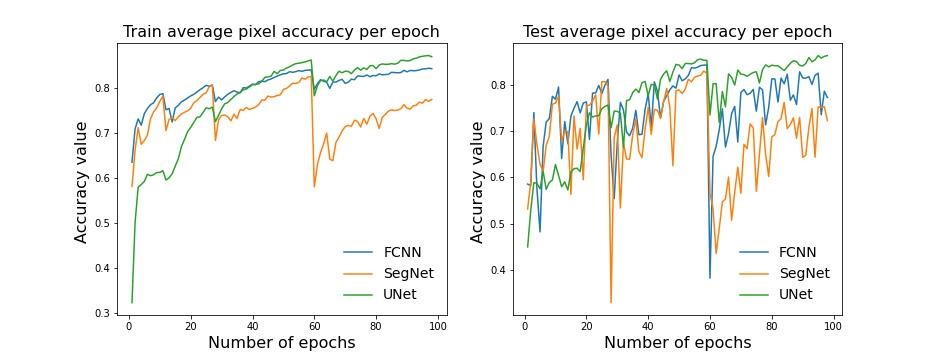 Train average pixel accuracy per epoch
Accuracy value
0.8
0.7
0.6
0.5
0.4
0.3
FCNN
SegNet
UNet
0
20
40
60
80
100
Number of epochs
Test average pixel accuracy per epoch
Accuracy value
0.8
0.7
0.6
0.5
0.4
FCNN
SegNet
UNet
0
20
40
60
80
100
Number of epochs